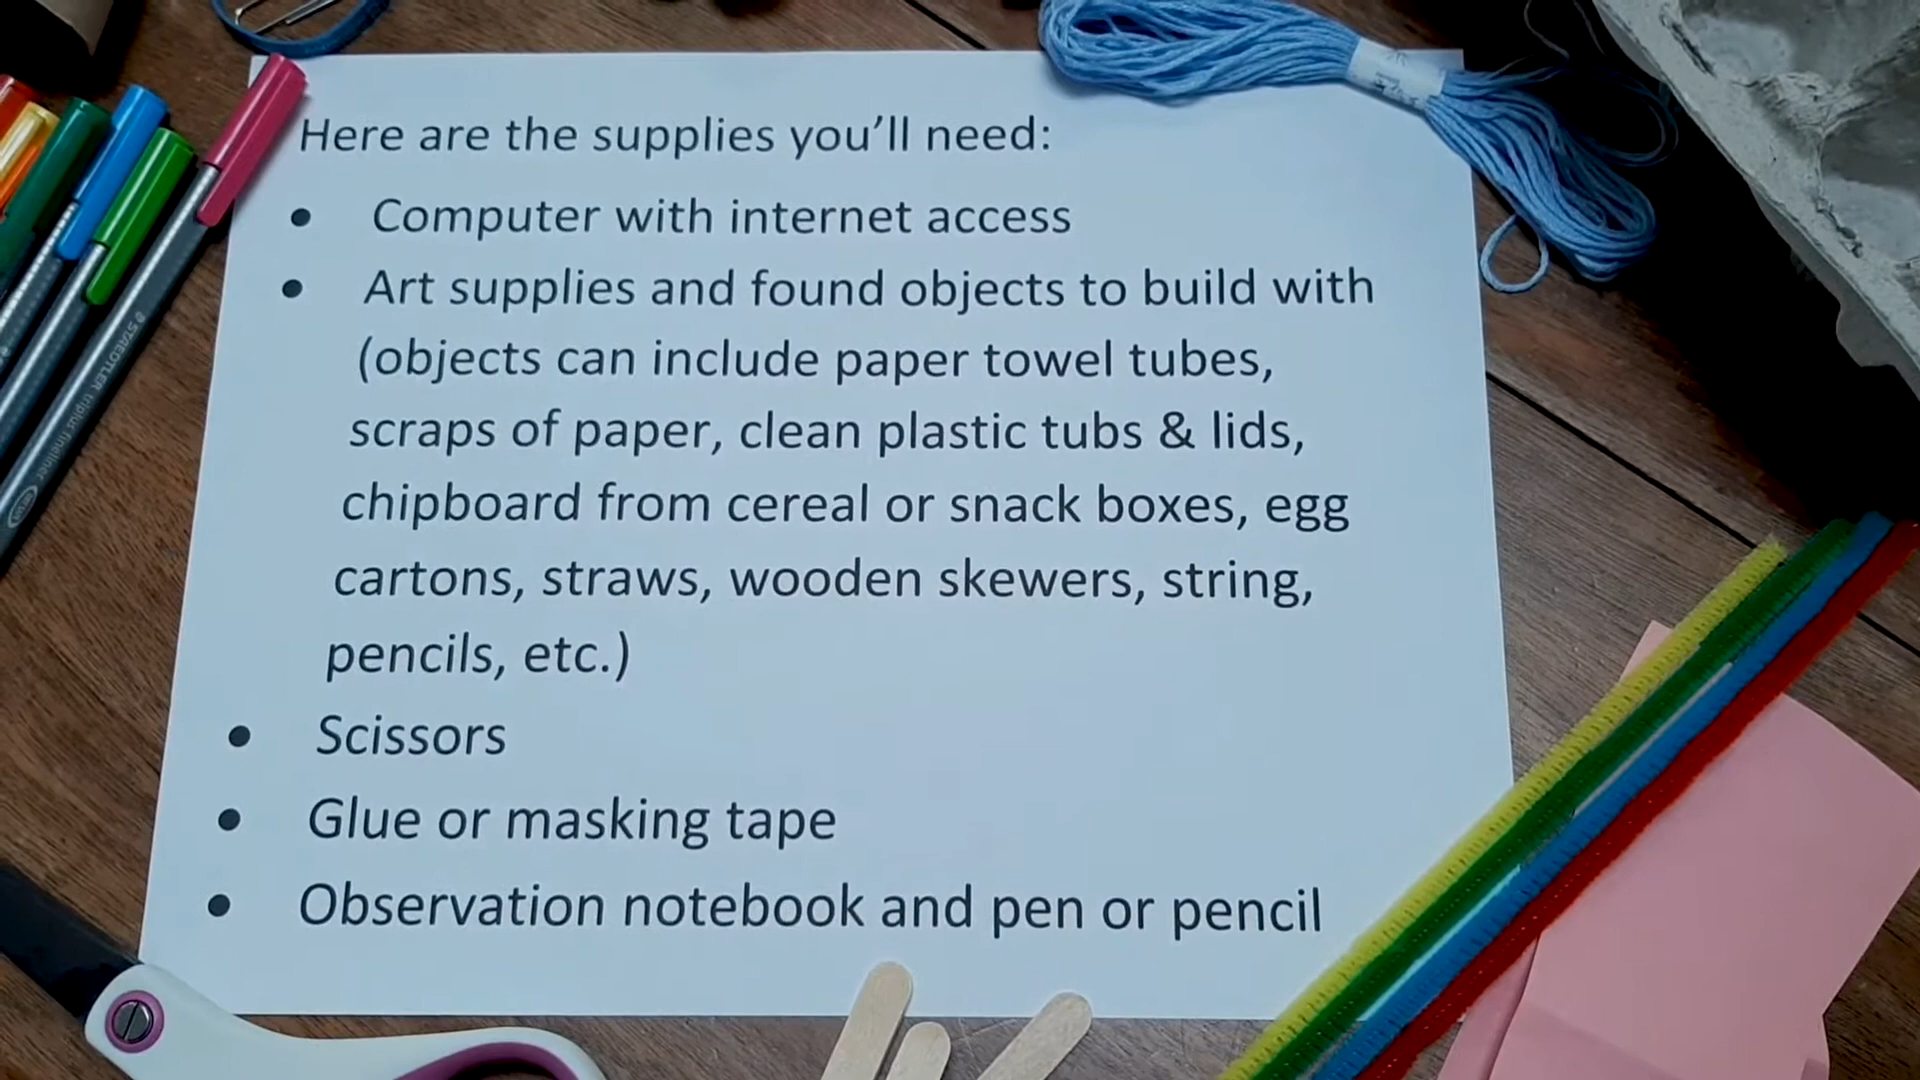 Here are the supplies you’ll need:
• Computer with internet access
• Art supplies and found objects to build with
(objects can include paper towel tubes,
scraps of paper, clean plastic tubs & lids,
chipboard from cereal or snack boxes, egg
cartons, straws, wooden skewers, string,
pencils, etc.)
• Scissors
• Glue or masking tape
• Observation notebook and pen or pencil
STAEDTLER triplus fineliner